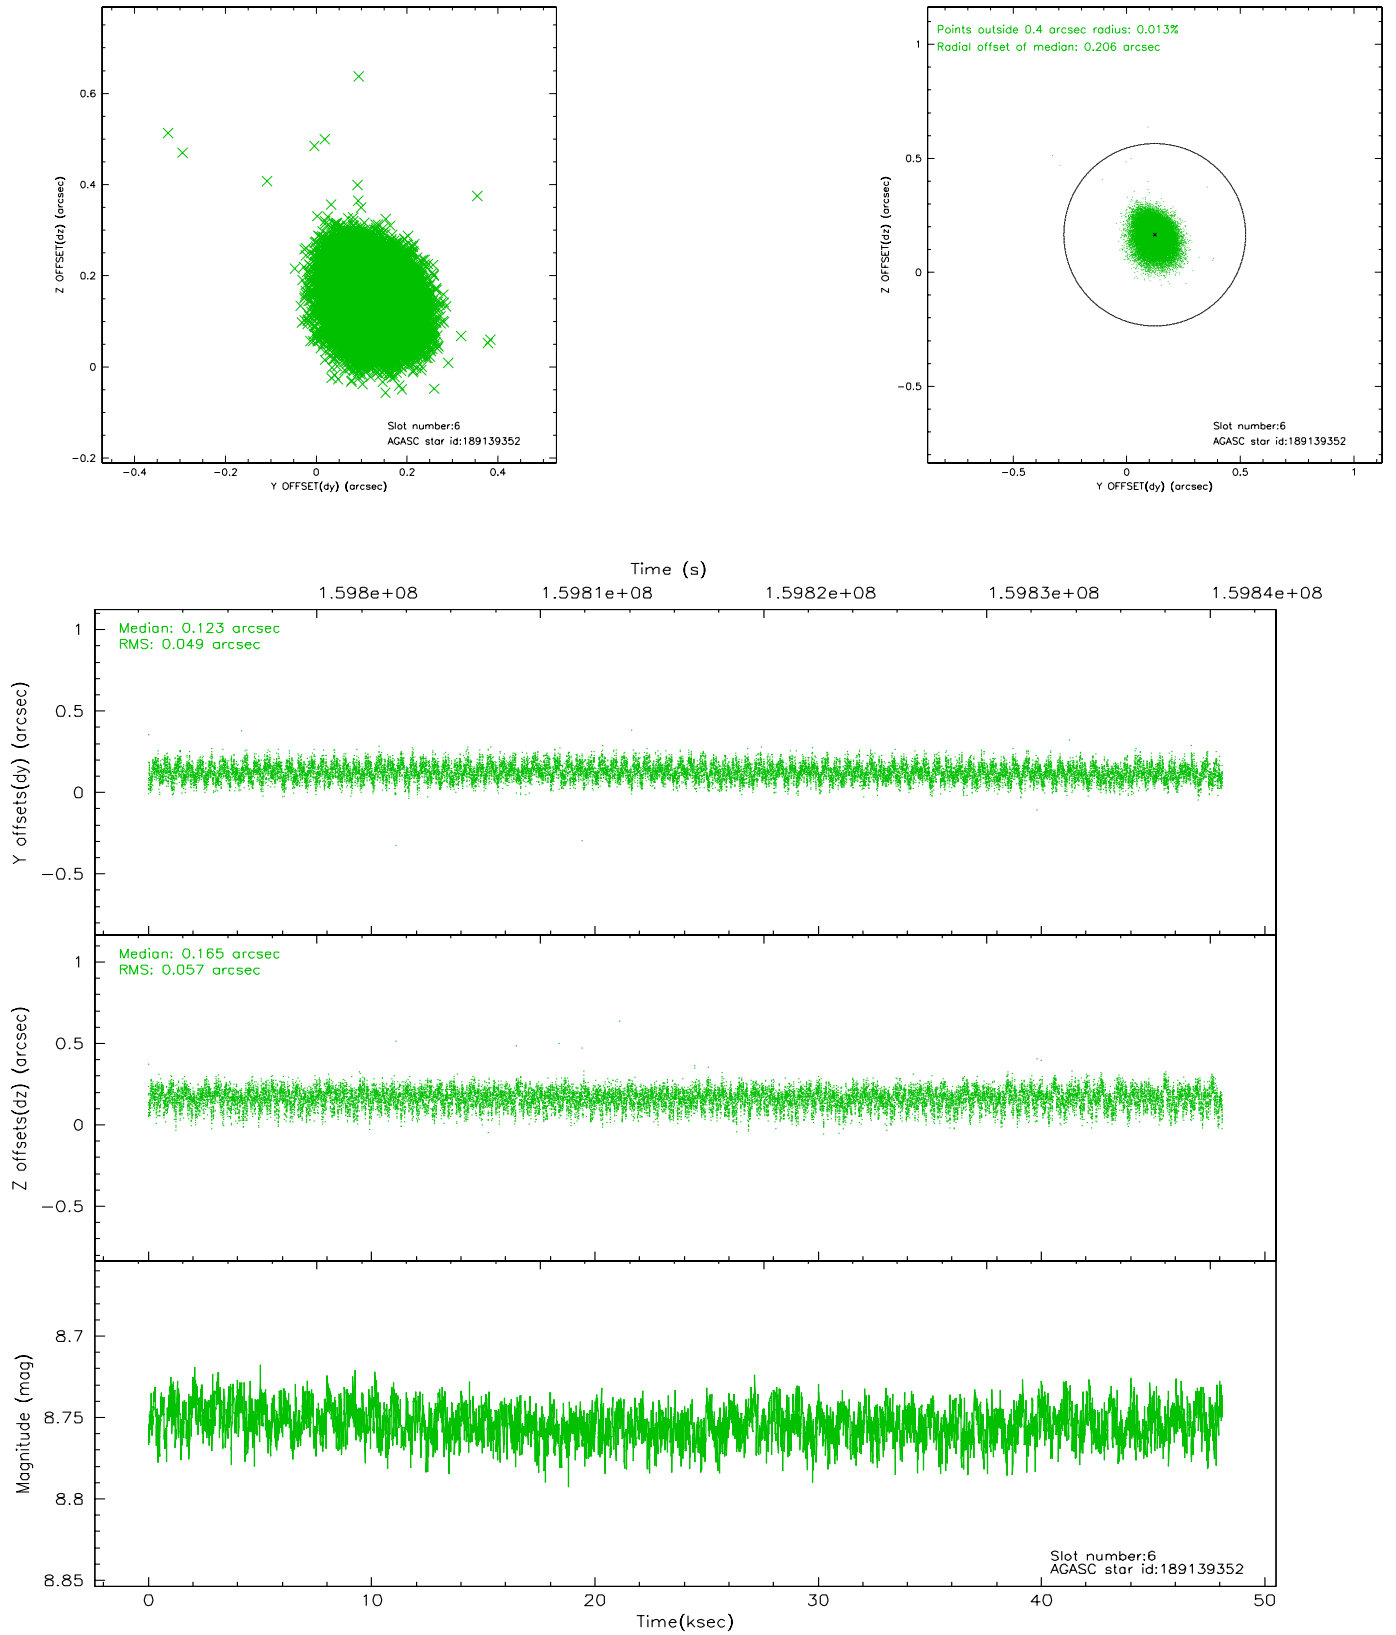 0.6
0.4
0.2
0
−0.2
Z OFFSET(dz) (arcsec)
−0.4
−0.2
0
0.2
0.4
Y OFFSET(dy) (arcsec)
Slot number:6
AGASC star id:189139352
Points outside 0.4 arcsec radius: 0.013%
Radial offset of median: 0.206 arcsec
1
0.5
0
−0.5
Z OFFSET(dz) (arcsec)
−0.5
0
0.5
1
Y OFFSET(dy) (arcsec)
Slot number:6
AGASC star id:189139352
Time (s)
1.598e+08
1.5981e+08
1.5982e+08
1.5983e+08
1.5984e+08
Median: 0.123 arcsec
RMS: 0.049 arcsec
1
0.5
0
−0.5
Y offsets(dy) (arcsec)
Median: 0.165 arcsec
RMS: 0.057 arcsec
1
0.5
0
−0.5
Z offsets(dz) (arcsec)
8.7
8.75
8.8
8.85
Magnitude (mag)
Slot number:6
AGASC star id:189139352
0
10
20
30
40
50
Time(ksec)